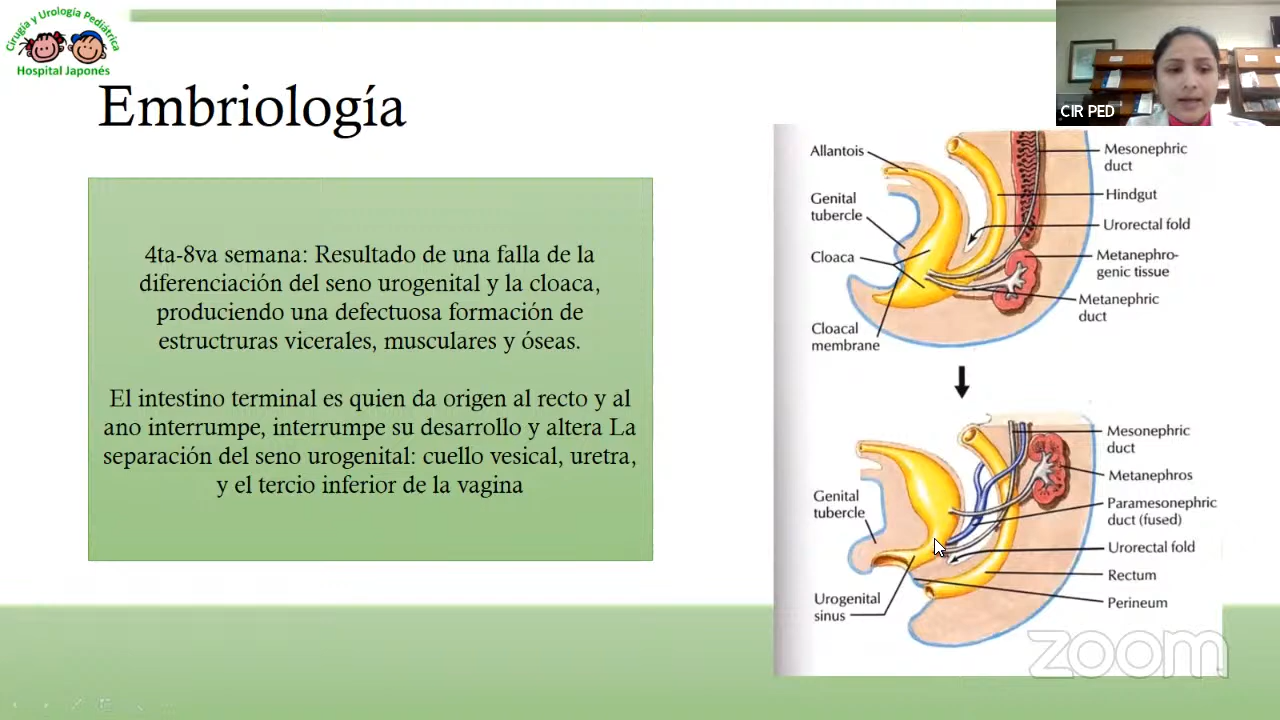 Cirugía y Urología Pediátrica
Hospital Japonés
CIR PED
Embriología
4ta-8va semana: Resultado de una falla de la
diferenciación del seno urogenital y la cloaca,
produciendo una defectuosa formación de
estructruras vicerales, musculares y óseas.
El intestino terminal es quien da origen al recto y al
ano interrumpe, interrumpe su desarrollo y altera La
separación del seno urogenital: cuello vesical, uretra,
y el tercio inferior de la vagina
Allantois
Genital
tubercle
Cloaca
Cloacal
membrane
Mesonephric
duct
Hindgut
Urorectal fold
Metanephro-
genic tissue
Metanephric
duct
Genital
tubercle
Urogenital
sinus
Mesonephric
duct
Metanephros
Paramesonephric
duct (fused)
Urorectal fold
Rectum
Perineum
zoom